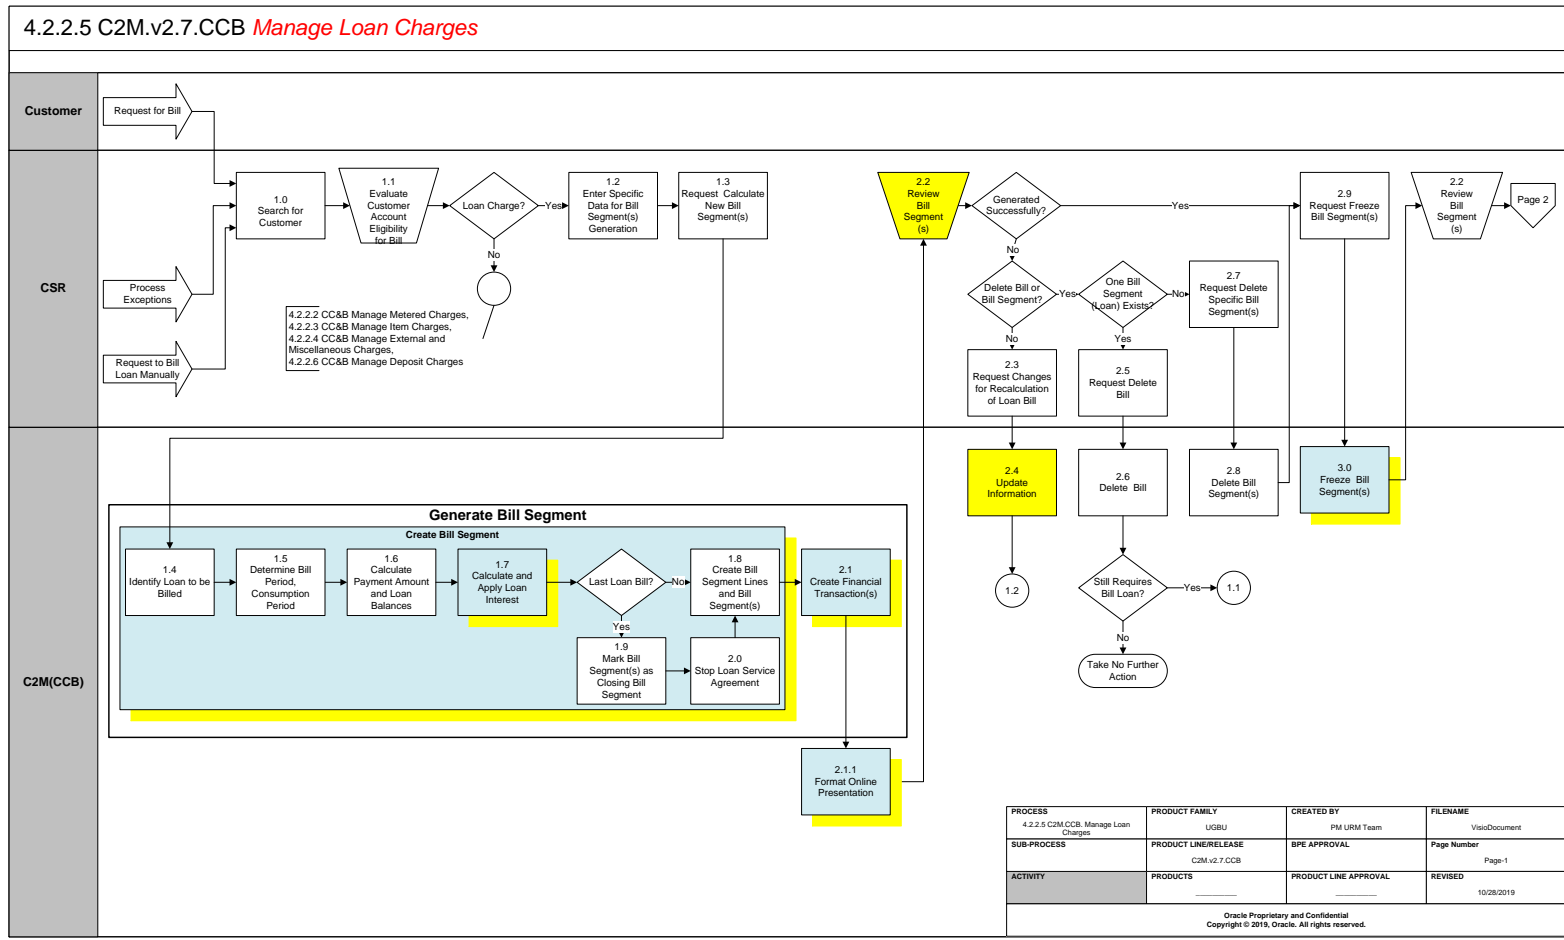 4.2.2.5 C2M.v2.7.CCB Manage Loan Charges
Customer
Request for Bill
CSR
1.0
Search for
Customer
1.1
Evaluate
Customer
Account
Eligibility
for Bill
Loan Charge?
Yes
No
1.2
Enter Specific
Data for Bill
Segment(s)
Generation
1.3
Request Calculate
New Bill
Segment(s)
2.2
Review
Bill
Segment
(s)
Generated
Successfully?
Yes
No
2.9
Request Freeze
Bill Segment(s)
2.2
Review
Bill
Segment
(s)
Page 2
Process
Exceptions
Request to Bill
Loan Manually
4.2.2.2 CC&B Manage Metered Charges,
4.2.2.3 CC&B Manage Item Charges,
4.2.2.4 CC&B Manage External and
Miscellaneous Charges,
4.2.2.6 CC&B Manage Deposit Charges
Delete Bill or
Bill Segment?
Yes
No
One Bill
Segment
(Loan) Exists?
No
Yes
2.7
Request Delete
Specific Bill
Segment(s)
2.3
Request Changes
for Recalculation
of Loan Bill
2.5
Request Delete
Bill
C2M(CCB)
2.4
Update
Information
2.6
Delete Bill
2.8
Delete Bill
Segment(s)
3.0
Freeze Bill
Segment(s)
Generate Bill Segment
Create Bill Segment
1.4
Identify Loan to be
Billed
1.5
Determine Bill
Period,
Consumption
Period
1.6
Calculate
Payment Amount
and Loan
Balances
1.7
Calculate and
Apply Loan
Interest
Last Loan Bill?
No
Yes
1.8
Create Bill
Segment Lines
and Bill
Segment(s)
2.1
Create Financial
Transaction(s)
1.9
Mark Bill
Segment(s) as
Closing Bill
Segment
2.0
Stop Loan Service
Agreement
2.1.1
Format Online
Presentation
1.2
Still Requires
Bill Loan?
Yes
1.1
No
Take No Further
Action
PROCESS
4.2.2.5 C2M.CCB. Manage Loan
Charges
PRODUCT FAMILY
UGBU
CREATED BY
PM URM Team
FILENAME
VisioDocument
SUB-PROCESS
PRODUCT LINE/RELEASE
C2M.v2.7.CCB
BPE APPROVAL
Page Number
Page-1
ACTIVITY
PRODUCTS
PRODUCT LINE APPROVAL
REVISED
10/28/2019
Oracle Proprietary and Confidential
Copyright © 2019, Oracle. All rights reserved.